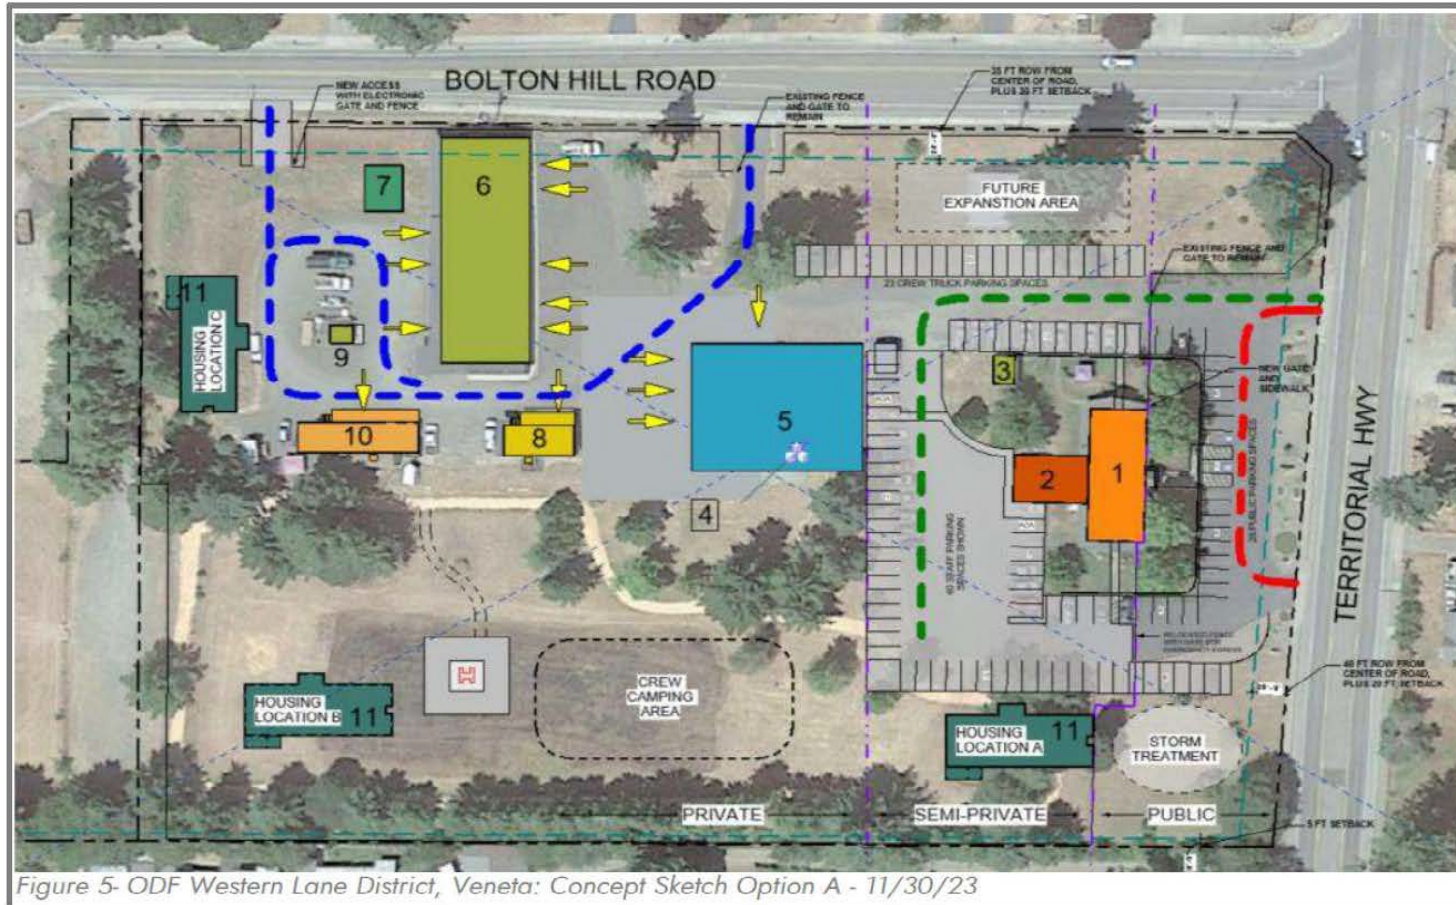 BOLTON HILL ROAD
NEW ACCESS
WITH ELECTRONIC
GATE AND FENCE
EXISTING FENCE
AND GATE TO
REMAIN
35 FT ROW FROM
CENTER OF ROAD,
PLUS 20 FT SETBACK
7
6
FUTURE
EXPANSTION AREA
EXISTING FENCE AND
GATE TO REMAIN
23 CREW TRUCK PARKING SPACES
11
HOUSING
LOCATION C
9
3
NEW GATE
AND
SIDEWALK
10
8
5
2
1
4
60 STAFF PARKING
SPACES SHOWN
28 PUBLIC PARKING SPACES
TERRITORIAL HWY
40 FT ROW FROM
CENTER OF ROAD,
PLUS 20 FT SETBACK
H
HOUSING
LOCATION B
11
CREW
CAMPING
AREA
HOUSING
LOCATION A
11
STORM
TREATMENT
PRIVATE
SEMI-PRIVATE
PUBLIC
5 FT SETBACK
Figure 5- ODF Western Lane District, Veneta: Concept Sketch Option A - 11/30/23